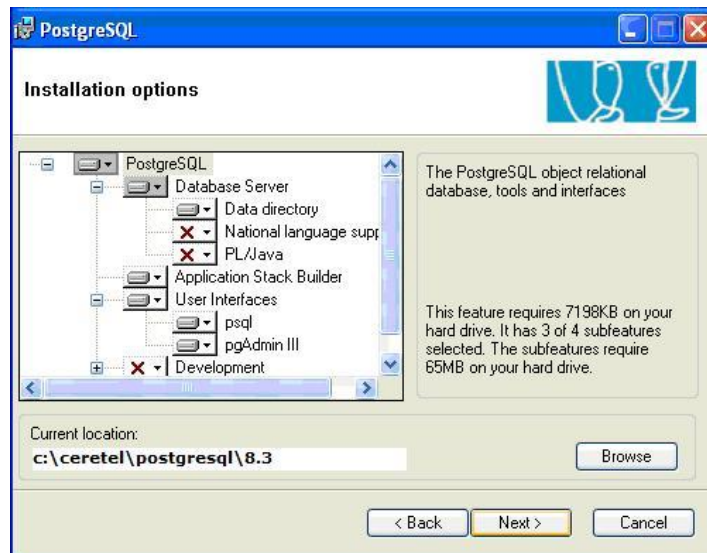 PostgreSQL
Installation options
PostgreSQL
Database Server
Data directory
National language supp
PL/Java
Application Stack Builder
User Interfaces
psql
pgAdmin III
Development
The PostgreSQL object relational
database, tools and interfaces
This feature requires 7198KB on your
hard drive. It has 3 of 4 subfeatures
selected. The subfeatures require
65MB on your hard drive.
Current location:
c:\ceretel\postgresql\8.3
Browse
< Back
Next >
Cancel